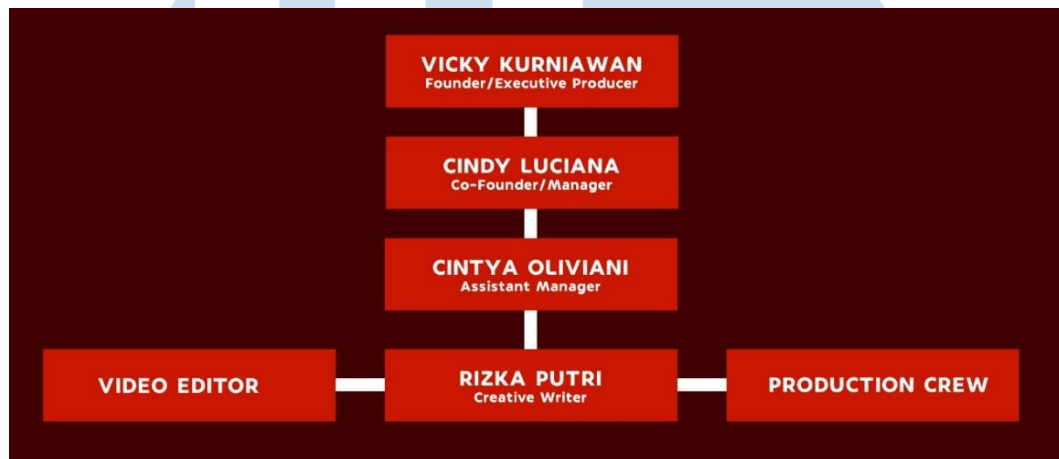 VICKY KURNIAWAN
Founder/Executive Producer
CINDY LUCIANA
Co-Founder/Manager
CINTYA OLIVIANI
Assistant Manager
VIDEO EDITOR
RIZKA PUTRI
Creative Writer
PRODUCTION CREW